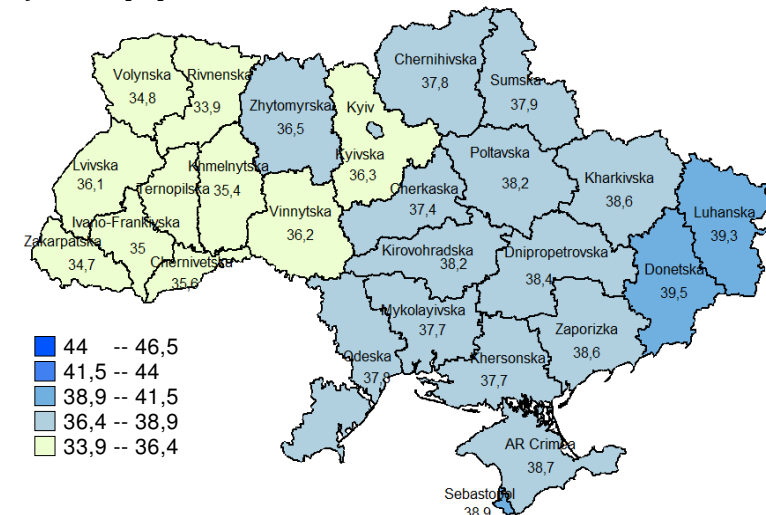 Volynska
34,8
Rivnenska
33,9
Zhytomyrska
36,5
Kyiv
Kyivska
36,3
Chernihivska
37,8
Sumska
37,9
Lvivska
36,1
Ternopilska
Khmelnytska
35,4
Vinnytska
36,2
Cherkaska
37,4
Poltavska
38,2
Kharkivska
38,6
Luhanska
39,3
Zakarpatska
34,7
Ivano-Frankivska
35
Chernivetska
35,6
Kirovohradska
38,2
Dnipropetrovska
38,4
Donetska
39,5
Mykolayivska
37,7
Odeska
37,8
Khersonska
37,7
Zaporizka
38,6
AR Crimea
38,7
Sebastopol
38,9
44 -- 46,5
41,5 -- 44
38,9 -- 41,5
36,4 -- 38,9
33,9 -- 36,4